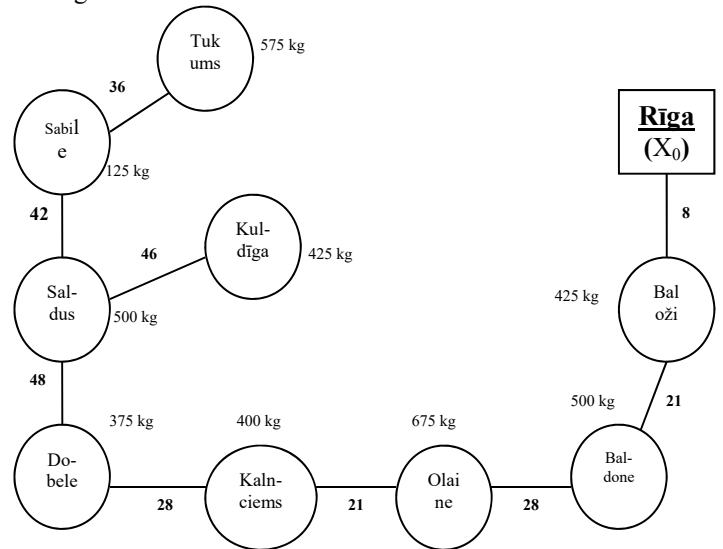 Tuk
ums
575 kg
36
Sabil
e
125 kg
Rīga
(X₀)
42
8
46
Kul-
dīga
425 kg
Sal-
dus
500 kg
425 kg
Bal
oži
48
21
375 kg
400 kg
675 kg
500 kg
Do-
bele
Kaln-
ciems
Olai
ne
Bal-
done
28
21
28